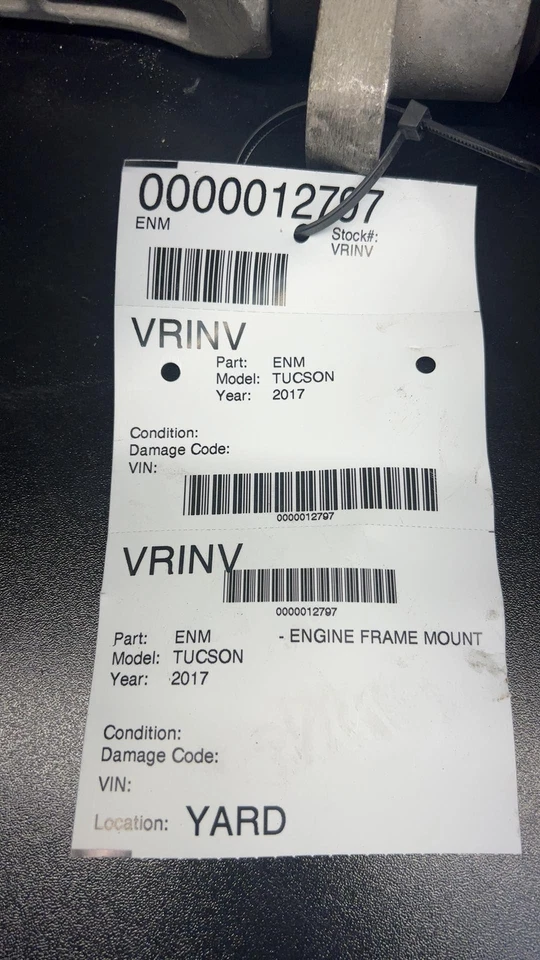 0000012797
ENM
Stock#:
VRINV
VRINV
Part: ENM
Model: TUCSON
Year: 2017
Condition:
Damage Code:
VIN:
0000012797
VRINV
0000012797
Part: ENM - ENGINE FRAME MOUNT
Model: TUCSON
Year: 2017
Condition:
Damage Code:
VIN:
Location: YARD